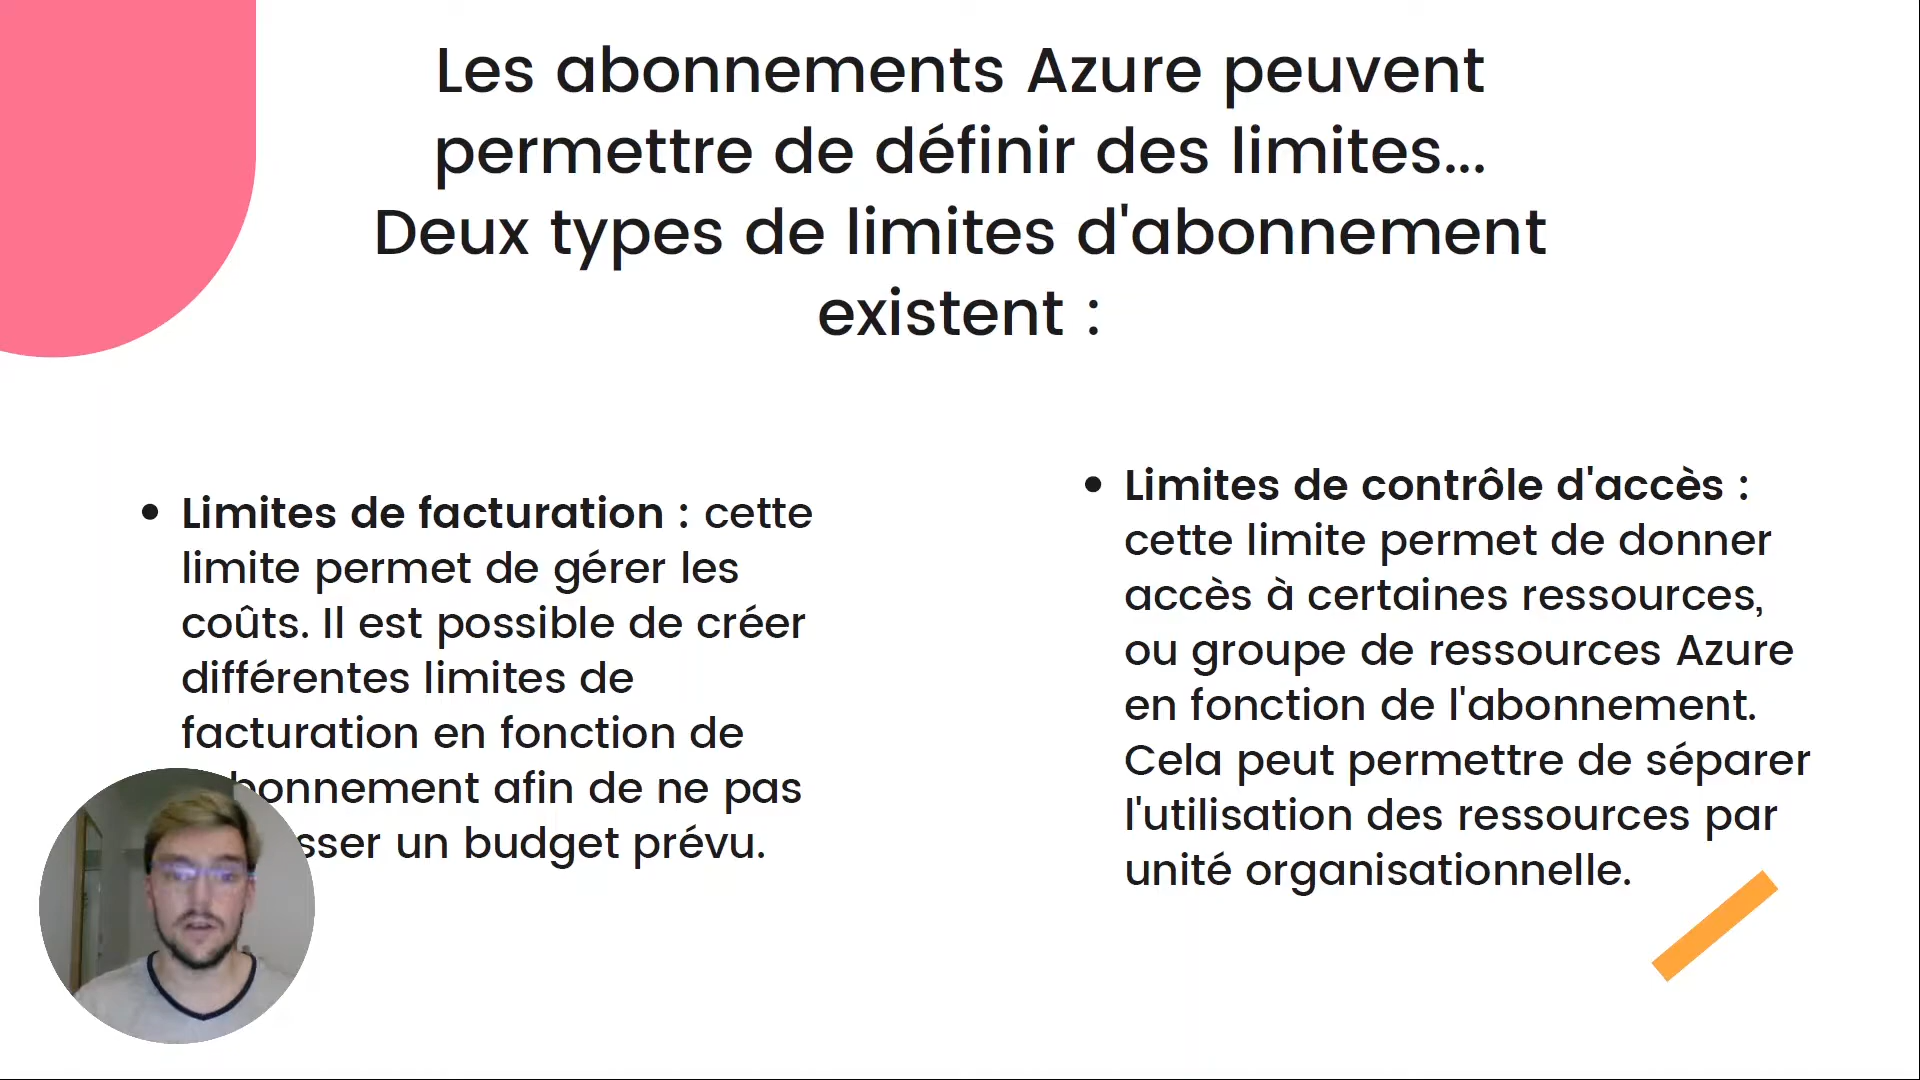 Les abonnements Azure peuvent
permettre de définir des limites...
Deux types de limites d'abonnement
existent :
Limites de facturation : cette
limite permet de gérer les
coûts. Il est possible de créer
différentes limites de
facturation en fonction de
afin de ne pas
un budget prévu.
Limites de contrôle d'accès :
cette limite permet de donner
accès à certaines ressources,
ou groupe de ressources Azure
en fonction de l'abonnement.
Cela peut permettre de séparer
l'utilisation des ressources par
unité organisationnelle.